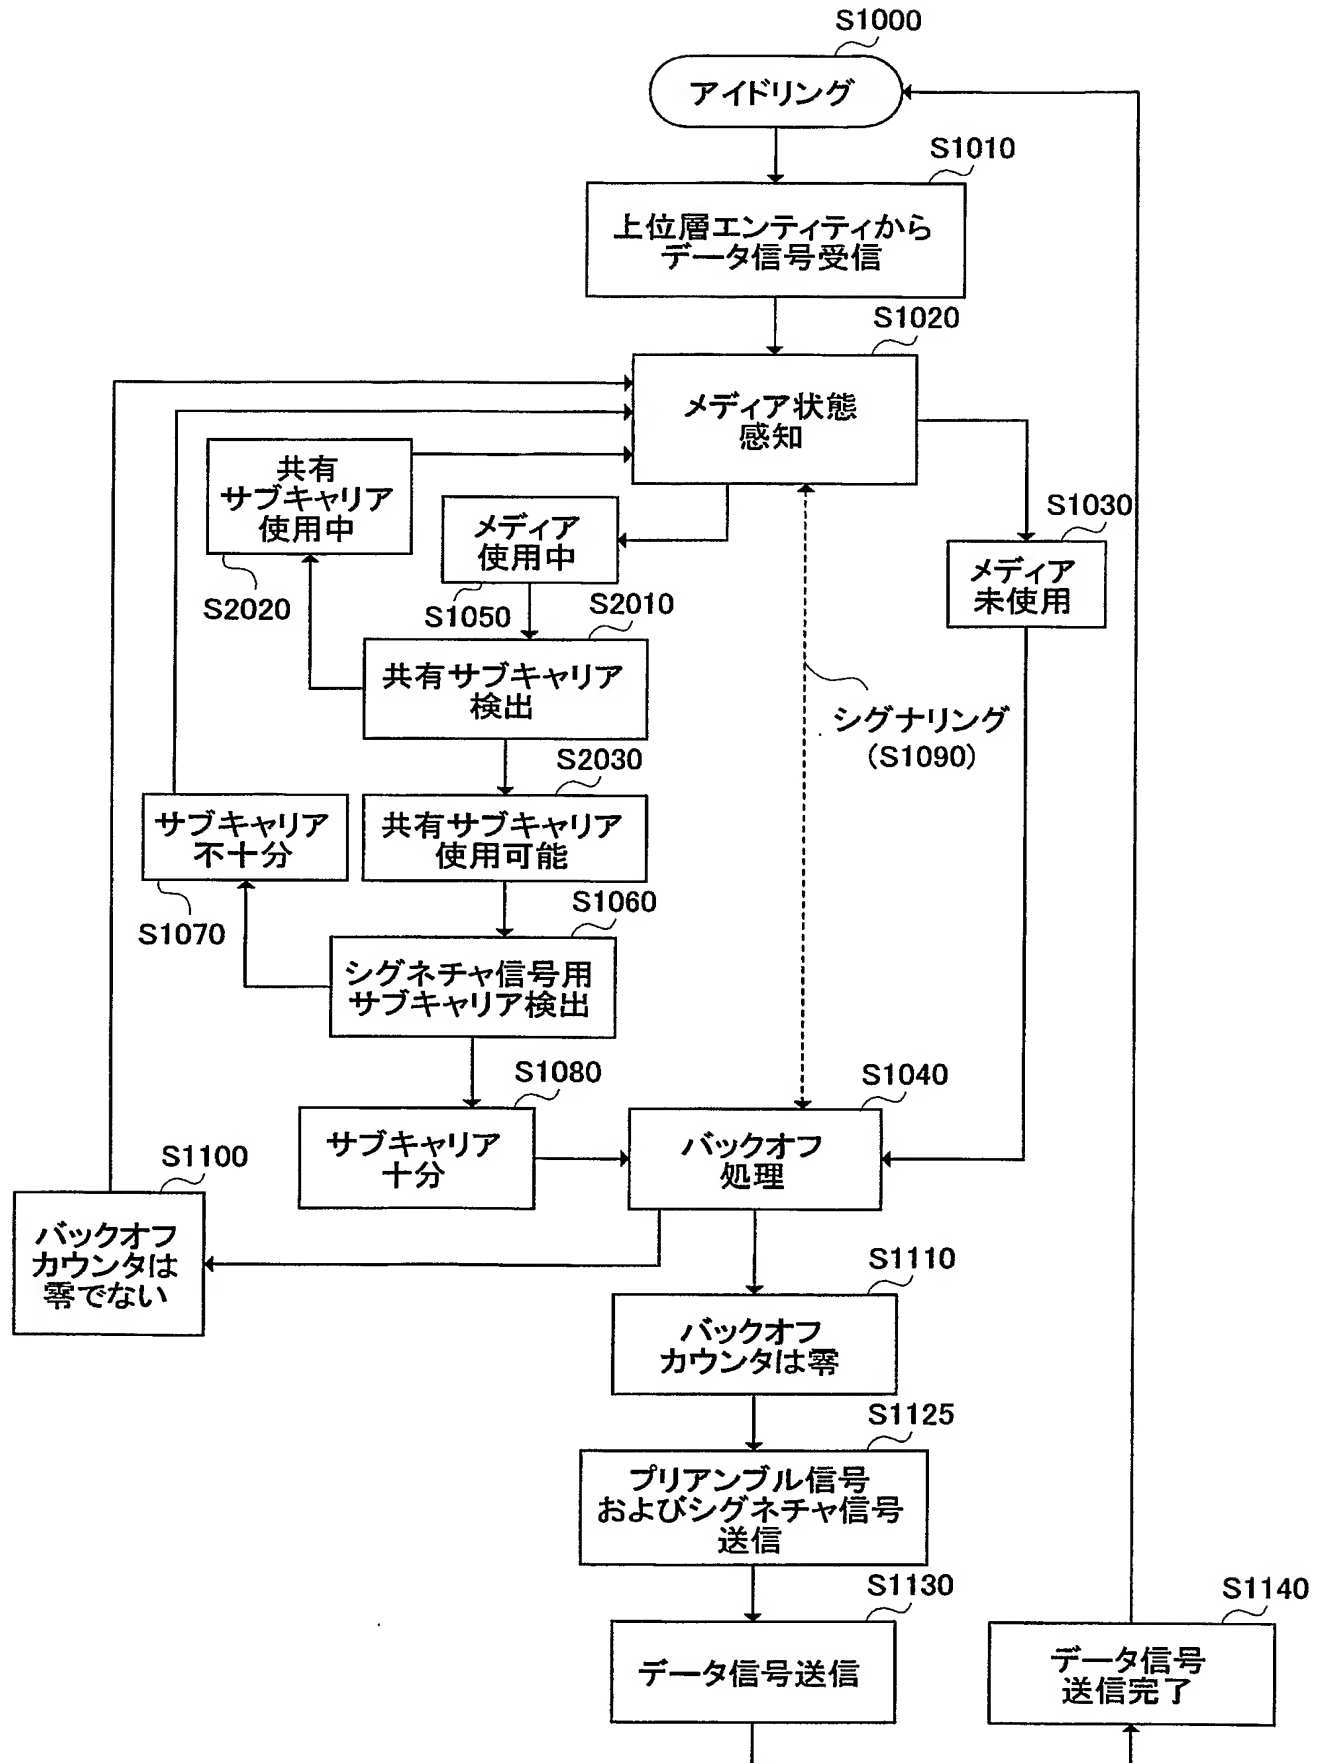 S1000
アイドリング
S1010
上位層エンティティから
データ信号受信
S1020
メディア状態
感知
共有
サブキャリア
使用中
S2020
メディア
使用中
S1050
S1030
メディア
未使用
S2010
共有サブキャリア
検出
シグナリング
(S1090)
S2030
共有サブキャリア
使用可能
サブキャリア
不十分
S1070
S1060
シグネチャ信号用
サブキャリア検出
S1080
サブキャリア
十分
S1040
バックオフ
処理
S1100
バックオフ
カウンタは
零でない
S1110
バックオフ
カウンタは零
S1125
プリアンブル信号
およびシグネチャ信号
送信
S1130
データ信号送信
S1140
データ信号
送信完了